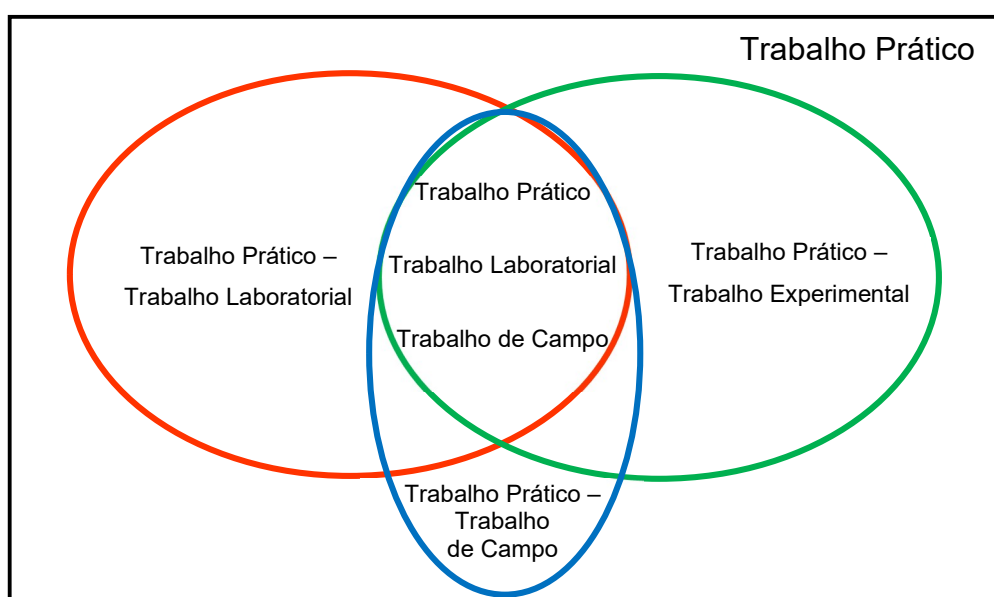 Trabalho Prático
Trabalho Prático –
Trabalho Laboratorial
Trabalho Prático
Trabalho Laboratorial
Trabalho de Campo
Trabalho Prático –
Trabalho Experimental
Trabalho Prático –
Trabalho
de Campo